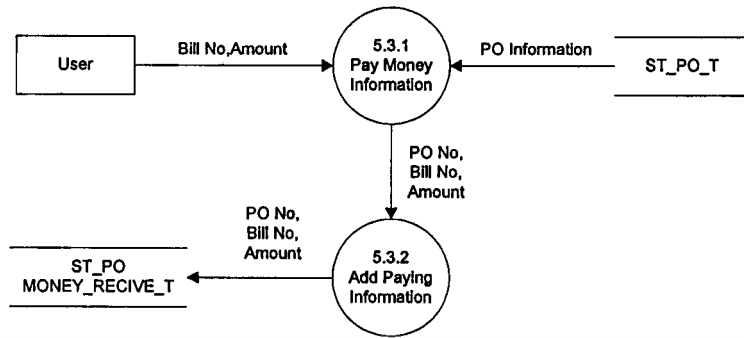 User
Bill No,Amount
5.3.1
Pay Money
Information
PO Information
ST_PO_T
PO No,
Bill No,
Amount
PO No,
Bill No,
Amount
5.3.2
Add Paying
Information
ST_PO
MONEY_RECIVE_T